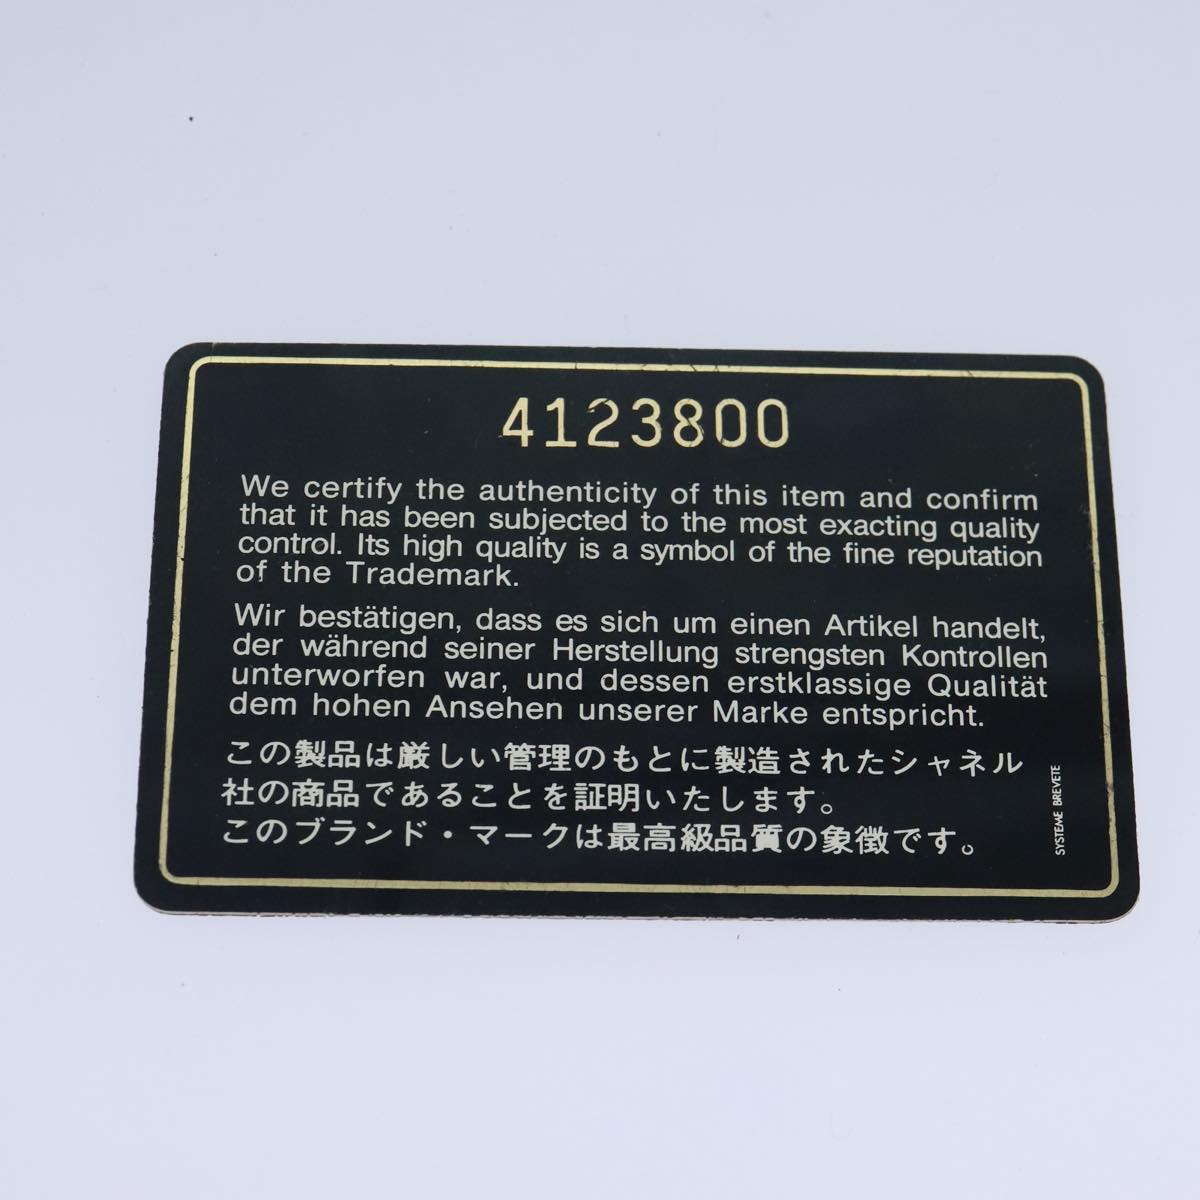 4123800
We certify the authenticity of this item and confirm
that it has been subjected to the most exacting quality
control. Its high quality is a symbol of the fine reputation
of the Trademark.
Wir bestätigen, dass es sich um einen Artikel handelt,
der während seiner Herstellung strengsten Kontrollen
unterworfen war, und dessen erstklassige Qualität
dem hohen Ansehen unserer Marke entspricht.
この製品は厳しい管理のもとに製造されたシャネル
社の商品であることを証明いたします。
このブランド・マークは最高級品質の象徴です。
SYSTEME BREVETE